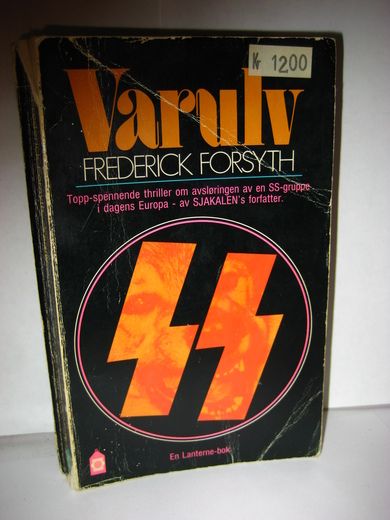 Varulv
Kr 1200
FREDERICK FORSYTH
Topp-spennende thriller om avsløringen av en SS-gruppe
i dagens Europa - av SJAKALEN's forfatter.
En Lanterne-bok